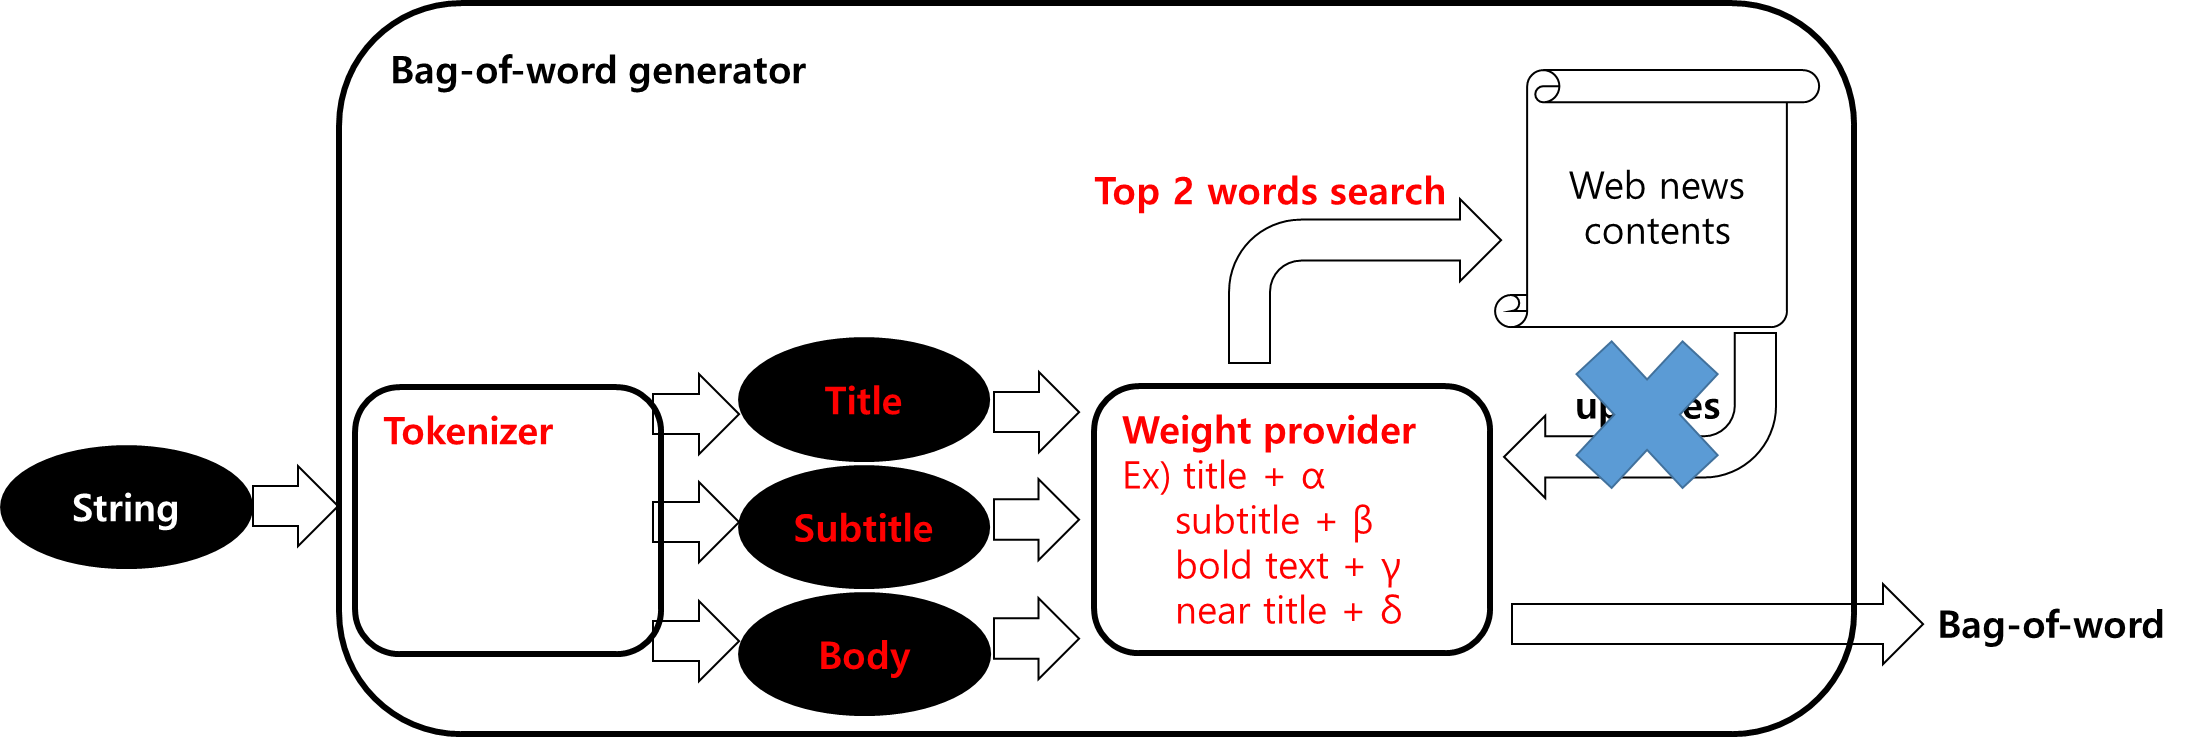 Bag-of-word generator
Web news
contents
Top 2 words search
Title
Tokenizer
String
Subtitle
Body
Weight provider
Ex) title + α
subtitle + β
bold text + γ
near title + δ
Bag-of-word